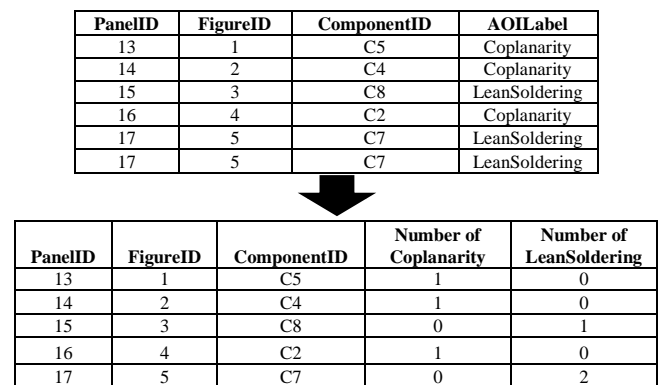 PanelID FigureID ComponentID AOILabel
13 1 C5 Coplanarity
14 2 C4 Coplanarity
15 3 C8 LeanSoldering
16 4 C2 Coplanarity
17 5 C7 LeanSoldering
17 5 C7 LeanSoldering
PanelID FigureID ComponentID Number of Coplanarity Number of LeanSoldering
13 1 C5 1 0
14 2 C4 1 0
15 3 C8 0 1
16 4 C2 1 0
17 5 C7 0 2